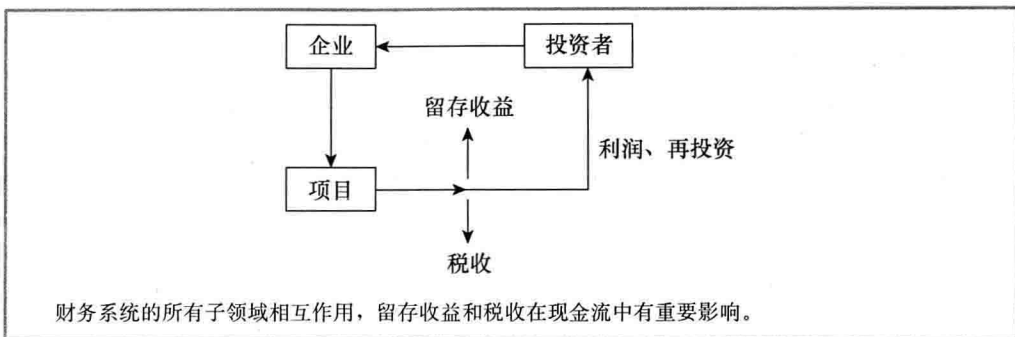 企业
投资者
留存收益
利润、再投资
项目
税收
财务系统的所有子领域相互作用，留存收益和税收在现金流中有重要影响。